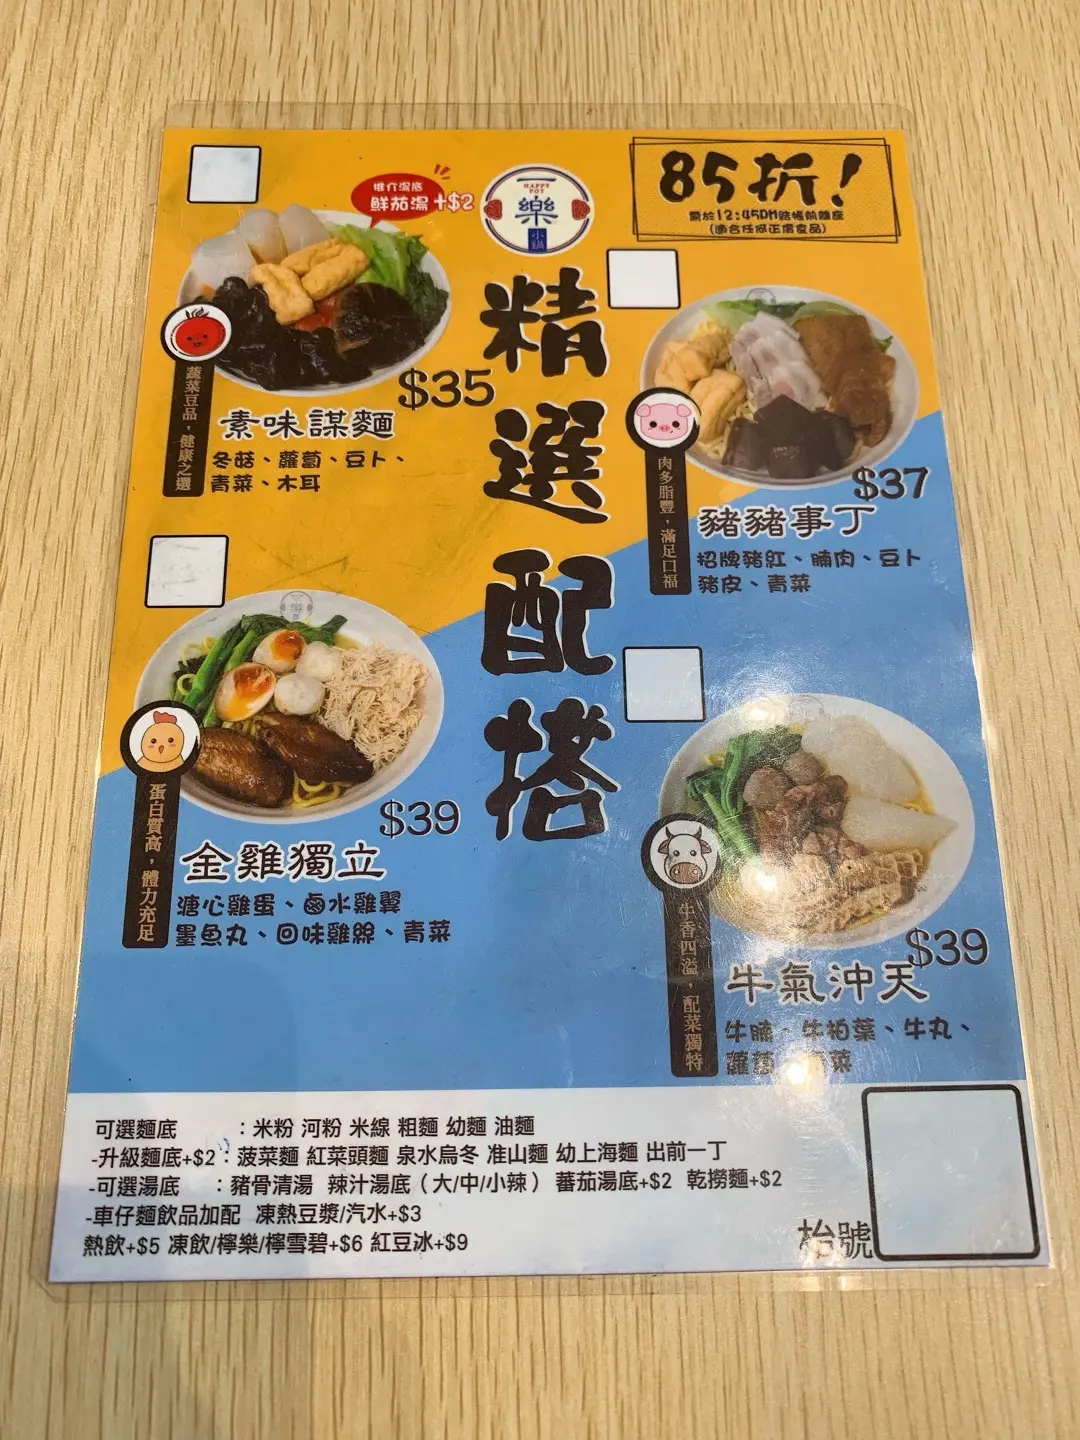 85折！
需於12:45PM結帳前離座
(適合任何正價食品)
推介湯底
鮮茄湯+$2
HAPPY POT
一樂
小鍋
精選配搭
$35
素味謀麵
冬菇、蘿蔔、豆卜、
青菜、木耳
蔬菜豆品，健康之選
$37
豬豬事丁
招牌豬紅、腩肉、豆卜
豬皮、青菜
肉多脂豐，滿足口福
$39
金雞獨立
溏心雞蛋、鹵水雞翼
墨魚丸、回味雞絲、青菜
蛋白質高，體力充足
$39
牛氣沖天
牛腩、牛柏葉、牛丸、
蘿蔔、青菜
牛香四溢，配菜獨特
可選麵底 ：米粉 河粉 米線 粗麵 幼麵 油麵
-升級麵底+$2：菠菜麵 紅菜頭麵 泉水烏冬 准山麵 幼上海麵 出前一丁
-可選湯底 ：豬骨清湯 辣汁湯底（大/中/小辣） 蕃茄湯底+$2 乾撈麵+$2
-車仔麵飲品加配 凍熱豆漿/汽水+$3
熱飲+$5 凍飲/檸樂/檸雪碧+$6 紅豆冰+$9
枱號